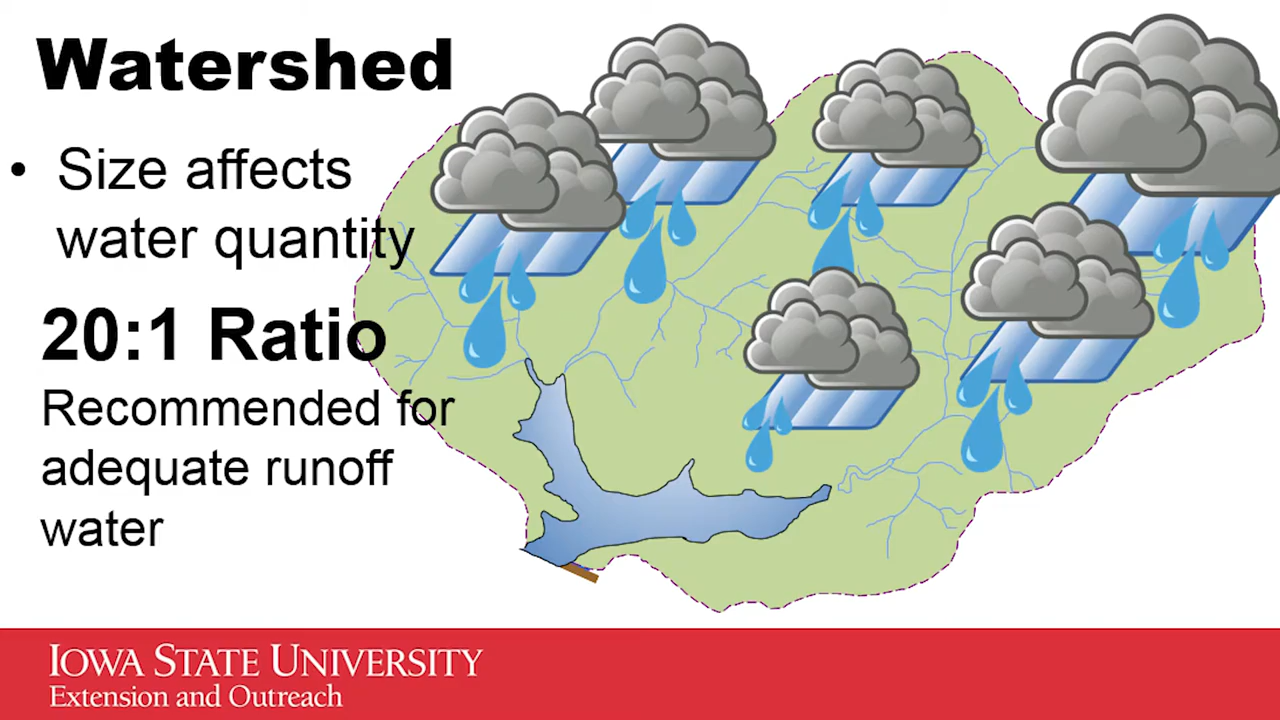 Watershed
• Size affects
water quantity
20:1 Ratio
Recommended for
adequate runoff
water
IOWA STATE UNIVERSITY
Extension and Outreach